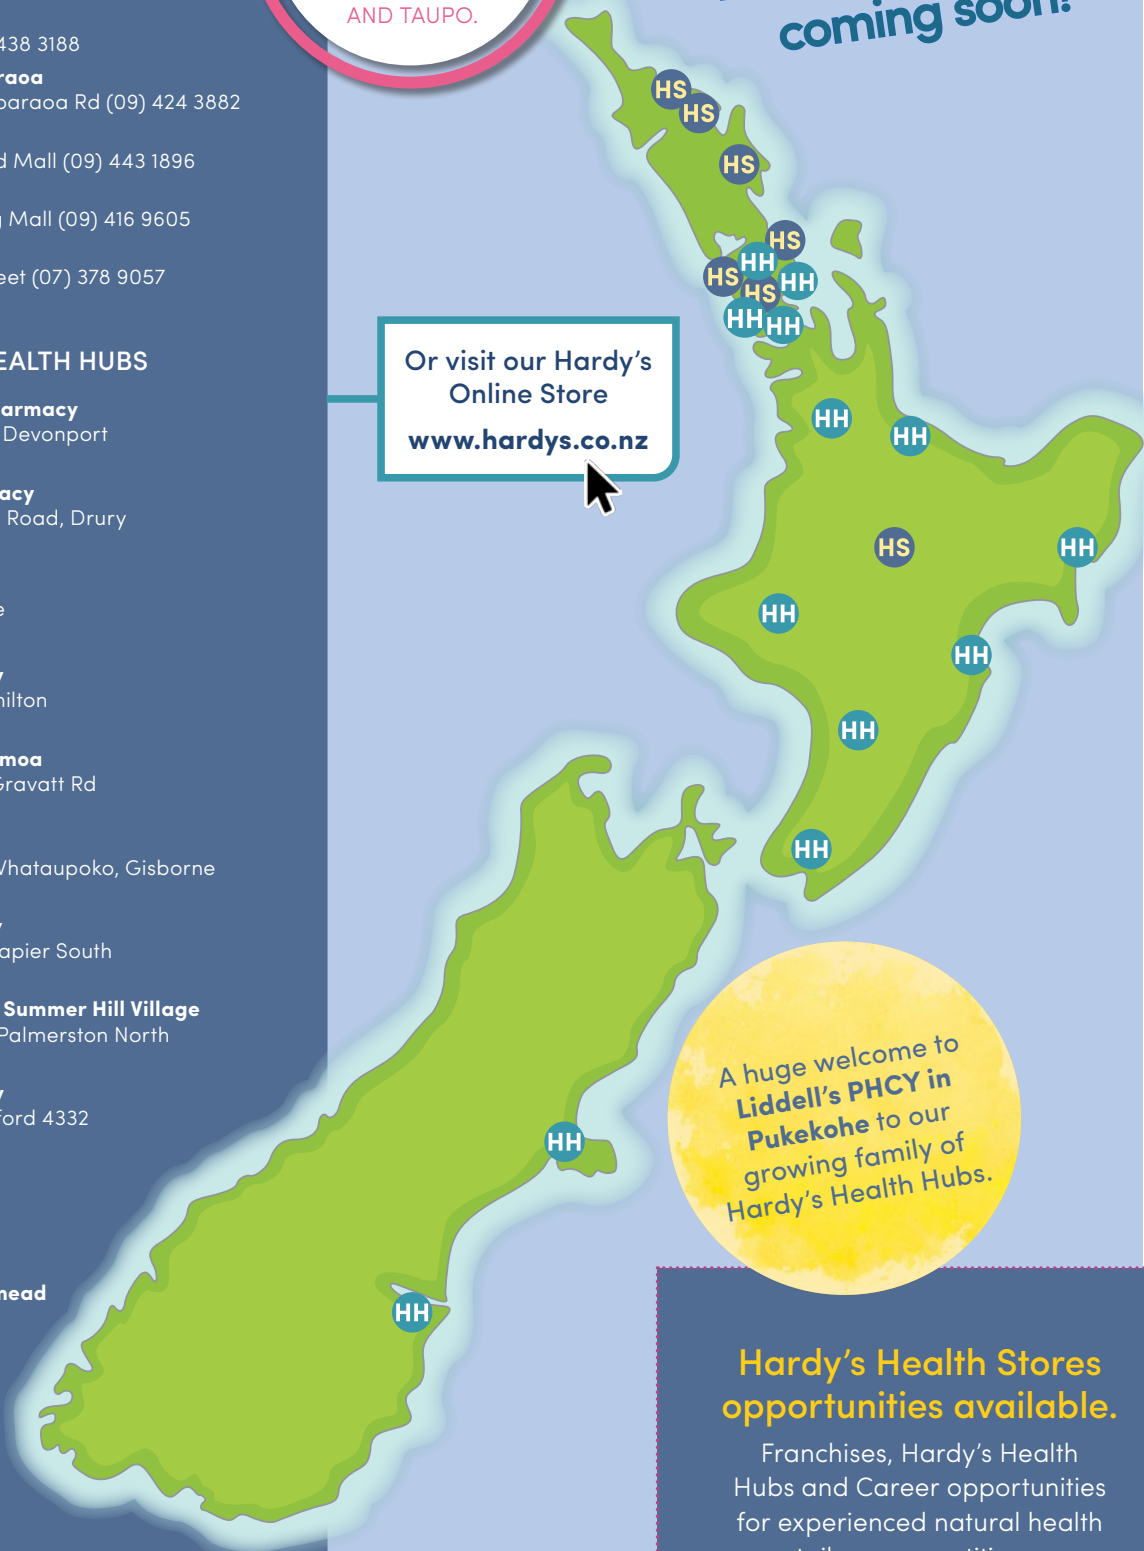 AND TAUPO.
coming soon!
438 3188
raoa
paraoa Rd (09) 424 3882
d Mall (09) 443 1896
g Mall (09) 416 9605
eet (07) 378 9057
EALTH HUBS
armacy
Devonport
acy
Road, Drury
e
y
milton
moa
Gravatt Rd
Whataupoko, Gisborne
y
apier South
Summer Hill Village
Palmerston North
y
ford 4332
mead
Or visit our Hardy's
Online Store
www.hardys.co.nz
HS
HS
HS
HS
HH
HS
HH
HS
HH
HH
HH
HH
HS
HH
HH
HH
HH
HH
HH
HH
A huge welcome to
Liddell's PHCY in
Pukekohe to our
growing family of
Hardy's Health Hubs.
Hardy's Health Stores
opportunities available.
Franchises, Hardy's Health
Hubs and Career opportunities
for experienced natural health